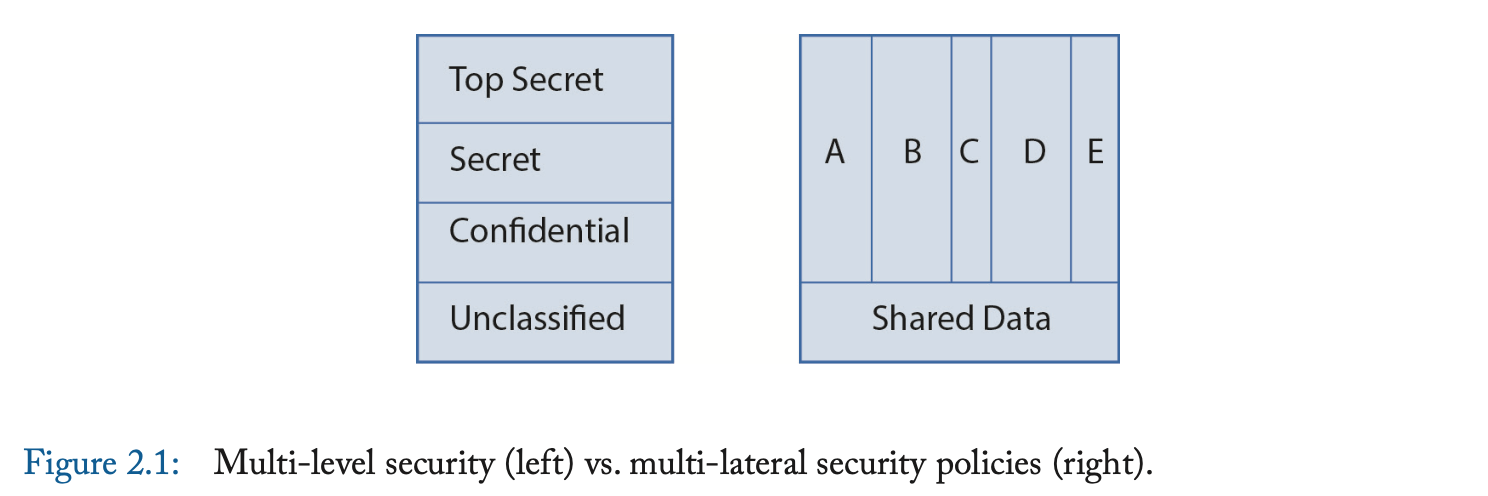 Top Secret
Secret
Confidential
Unclassified
A B C D E
Shared Data
Figure 2.1: Multi-level security (left) vs. multi-lateral security policies (right).